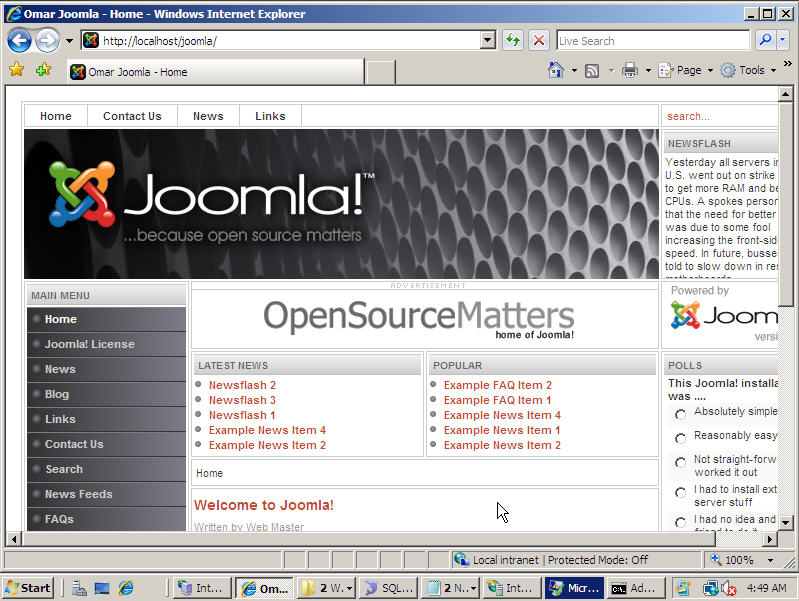 Omar Joomla - Home - Windows Internet Explorer
http://localhost/joomla/
Live Search
Omar Joomla - Home
Page
Tools
Home
Contact Us
News
Links
search...
Joomla!™
...because open source matters
NEWSFLASH
Yesterday all servers in
U.S. went out on strike
to get more RAM and be
CPUs. A spokes person
that the need for better
was due to some fool
increasing the front-side
speed. In future, busses
told to slow down in res
motherboards
MAIN MENU
Home
Joomla! License
News
Blog
Links
Contact Us
Search
News Feeds
FAQs
ADVERTISEMENT
OpenSourceMatters
home of Joomla!
Powered by
Joom
versi
LATEST NEWS
Newsflash 2
Newsflash 3
Newsflash 1
Example News Item 4
Example News Item 2
POPULAR
Example FAQ Item 2
Example FAQ Item 1
Example News Item 4
Example News Item 1
Example News Item 2
POLLS
This Joomla! installa
was ....
Absolutely simple
Reasonably easy
Not straight-forw
worked it out
I had to install ext
server stuff
I had no idea and
friend to do it
Home
Welcome to Joomla!
Written by Web Master
Local intranet | Protected Mode: Off
100%
Start
Int...
Om...
2 W...
SQL...
2 N...
Int...
Micr...
Ad...
4:49 AM